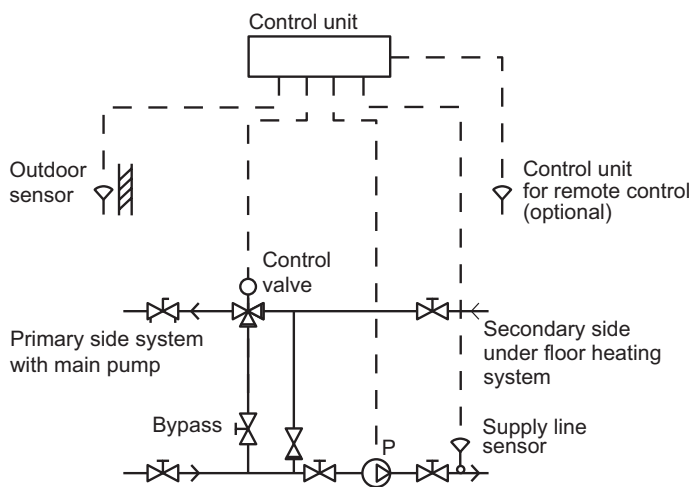 Control unit
Outdoor
sensor
Control unit
for remote control
(optional)
Control
valve
Primary side system
with main pump
Secondary side
under floor heating
system
Bypass
P
Supply line
sensor